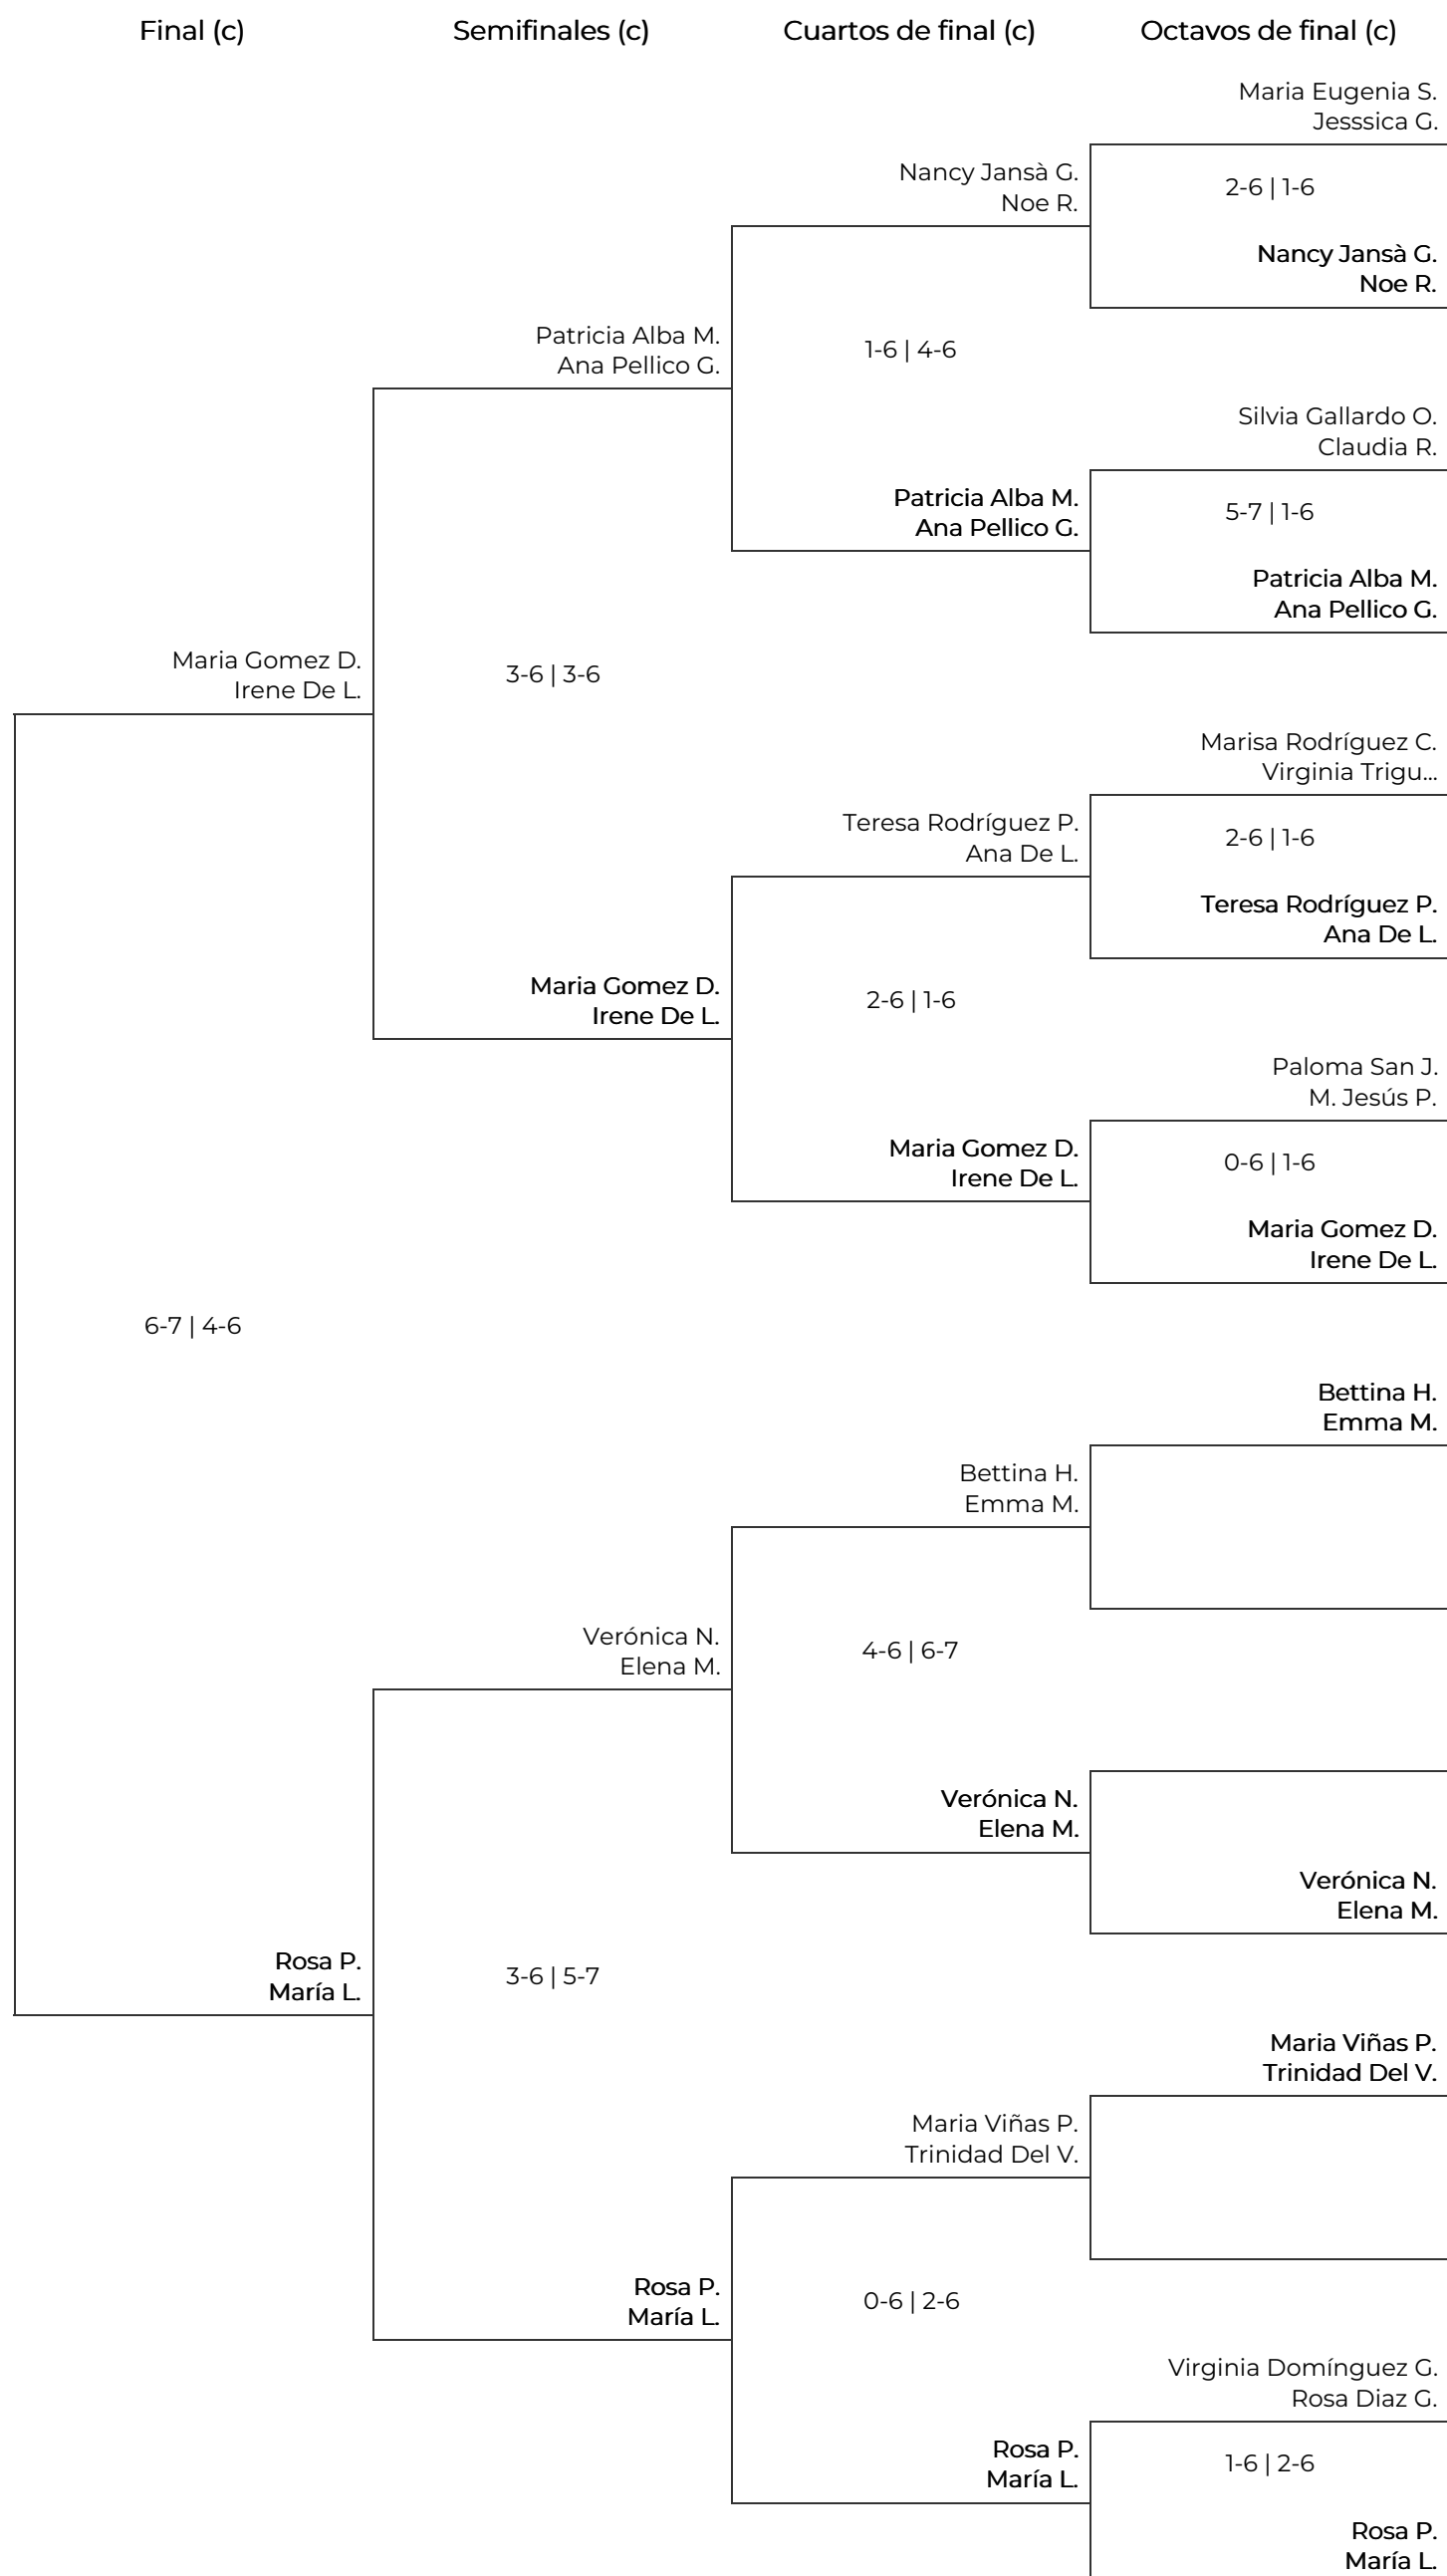 Final (c)
Semifinales (c)
Cuartos de final (c)
Octavos de final (c)
Maria Eugenia S.
Jesssica G.
Nancy Jansà G.
Noe R.
2-6 | 1-6
Nancy Jansà G.
Noe R.
Patricia Alba M.
Ana Pellico G.
1-6 | 4-6
Silvia Gallardo O.
Claudia R.
Patricia Alba M.
Ana Pellico G.
5-7 | 1-6
Patricia Alba M.
Ana Pellico G.
Maria Gomez D.
Irene De L.
3-6 | 3-6
Marisa Rodríguez C.
Virginia Trigu...
Teresa Rodríguez P.
Ana De L.
2-6 | 1-6
Teresa Rodríguez P.
Ana De L.
Maria Gomez D.
Irene De L.
2-6 | 1-6
Paloma San J.
M. Jesús P.
Maria Gomez D.
Irene De L.
0-6 | 1-6
Maria Gomez D.
Irene De L.
6-7 | 4-6
Bettina H.
Emma M.
Bettina H.
Emma M.
Verónica N.
Elena M.
4-6 | 6-7
Verónica N.
Elena M.
Verónica N.
Elena M.
Rosa P.
María L.
3-6 | 5-7
Maria Viñas P.
Trinidad Del V.
Maria Viñas P.
Trinidad Del V.
Rosa P.
María L.
0-6 | 2-6
Virginia Domínguez G.
Rosa Diaz G.
Rosa P.
María L.
1-6 | 2-6
Rosa P.
María L.